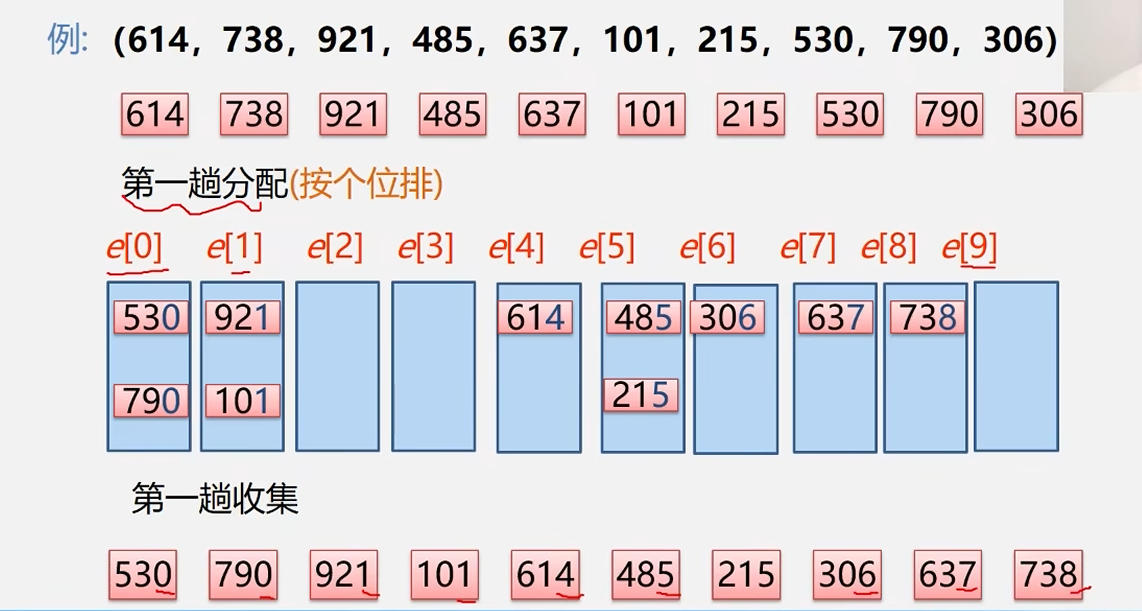 例: (614, 738, 921, 485, 637, 101, 215, 530, 790, 306)
614 738 921 485 637 101 215 530 790 306
第一趟分配(按个位排)
e[0] e[1] e[2] e[3] e[4] e[5] e[6] e[7] e[8] e[9]
530 921 614 485 306 637 738
790 101 215
第一趟收集
530 790 921 101 614 485 215 306 637 738